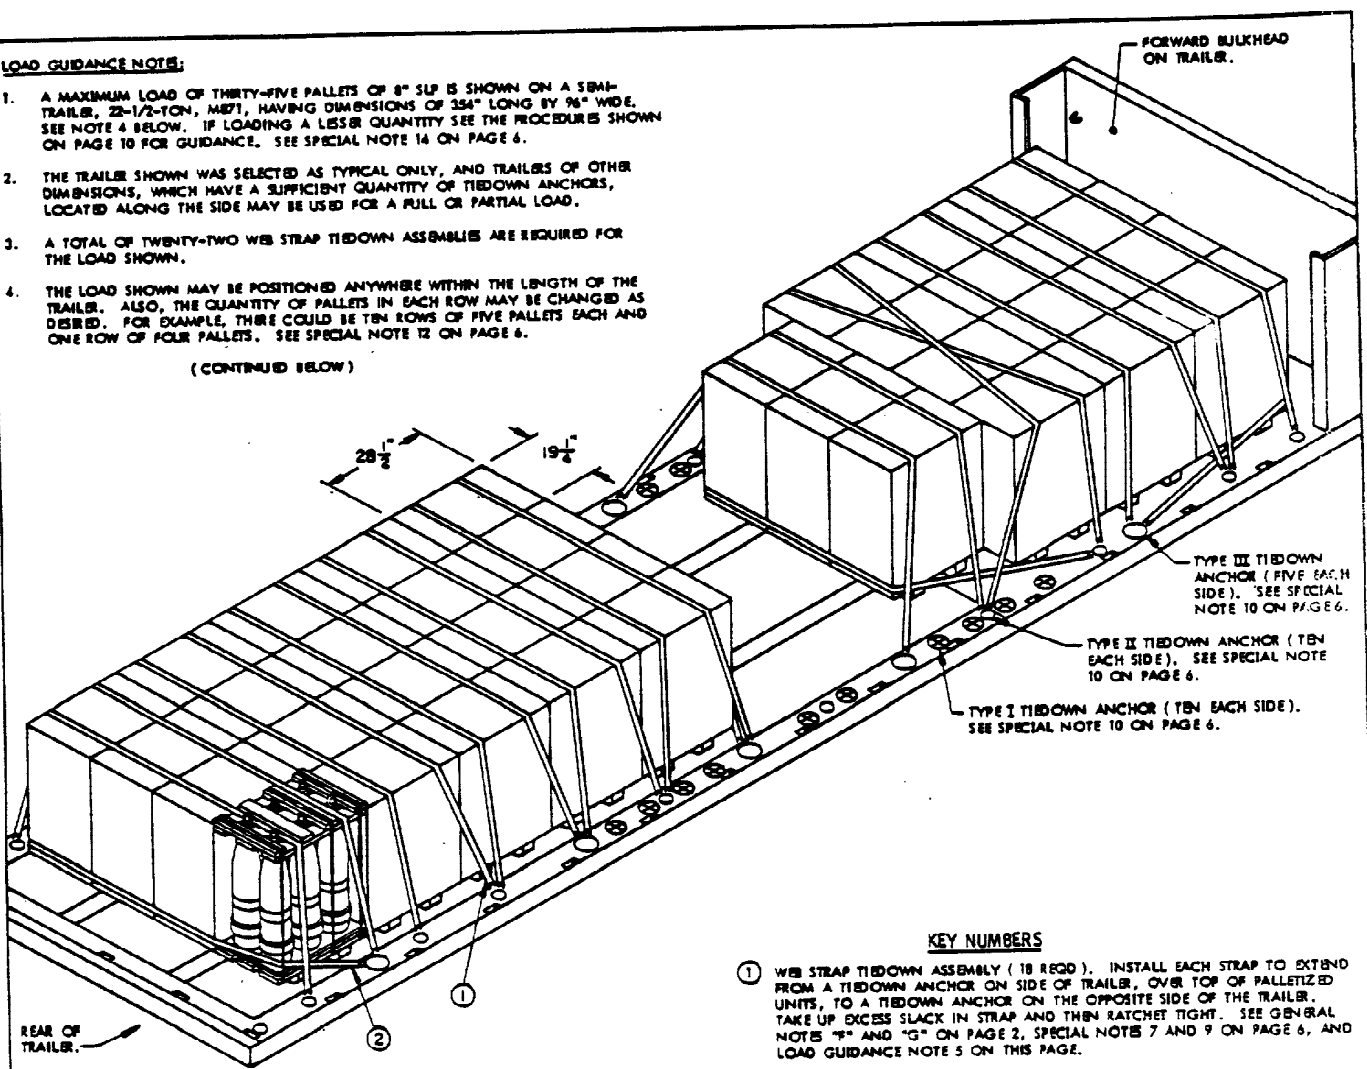 LOAD GUIDANCE NOTES:
1. A MAXIMUM LOAD OF THIRTY-FIVE PALLETS OF 8" SLP IS SHOWN ON A SEMI-
TRAILER, 22-1/2-TON, M871, HAVING DIMENSIONS OF 354" LONG BY 96" WIDE.
SEE NOTE 4 BELOW. IF LOADING A LESSER QUANTITY SEE THE PROCEDURES SHOWN
ON PAGE 10 FOR GUIDANCE. SEE SPECIAL NOTE 14 ON PAGE 6.
2. THE TRAILER SHOWN WAS SELECTED AS TYPICAL ONLY, AND TRAILERS OF OTHER
DIMENSIONS, WHICH HAVE A SUFFICIENT QUANTITY OF TIEDOWN ANCHORS,
LOCATED ALONG THE SIDE MAY BE USED FOR A FULL OR PARTIAL LOAD.
3. A TOTAL OF TWENTY-TWO WEB STRAP TIEDOWN ASSEMBLIES ARE REQUIRED FOR
THE LOAD SHOWN.
4. THE LOAD SHOWN MAY BE POSITIONED ANYWHERE WITHIN THE LENGTH OF THE
TRAILER. ALSO, THE QUANTITY OF PALLETS IN EACH ROW MAY BE CHANGED AS
DESIRED. FOR EXAMPLE, THERE COULD BE TEN ROWS OF FIVE PALLETS EACH AND
ONE ROW OF FOUR PALLETS. SEE SPECIAL NOTE 12 ON PAGE 6.
(CONTINUED BELOW)
FORWARD BULKHEAD
ON TRAILER.
28 1/2"
19 1/4"
TYPE III TIEDOWN
ANCHOR (FIVE EACH
SIDE). SEE SPECIAL
NOTE 10 ON PAGE 6.
TYPE II TIEDOWN ANCHOR (TEN
EACH SIDE). SEE SPECIAL NOTE
10 ON PAGE 6.
TYPE I TIEDOWN ANCHOR (TEN EACH SIDE).
SEE SPECIAL NOTE 10 ON PAGE 6.
1
2
REAR OF
TRAILER.
KEY NUMBERS
1 WEB STRAP TIEDOWN ASSEMBLY (18 REQD). INSTALL EACH STRAP TO EXTEND
FROM A TIEDOWN ANCHOR ON SIDE OF TRAILER, OVER TOP OF PALLETIZED
UNITS, TO A TIEDOWN ANCHOR ON THE OPPOSITE SIDE OF THE TRAILER.
TAKE UP EXCESS SLACK IN STRAP AND THEN RATCHET TIGHT. SEE GENERAL
NOTES "F" AND "G" ON PAGE 2, SPECIAL NOTES 7 AND 9 ON PAGE 6, AND
LOAD GUIDANCE NOTE 5 ON THIS PAGE.